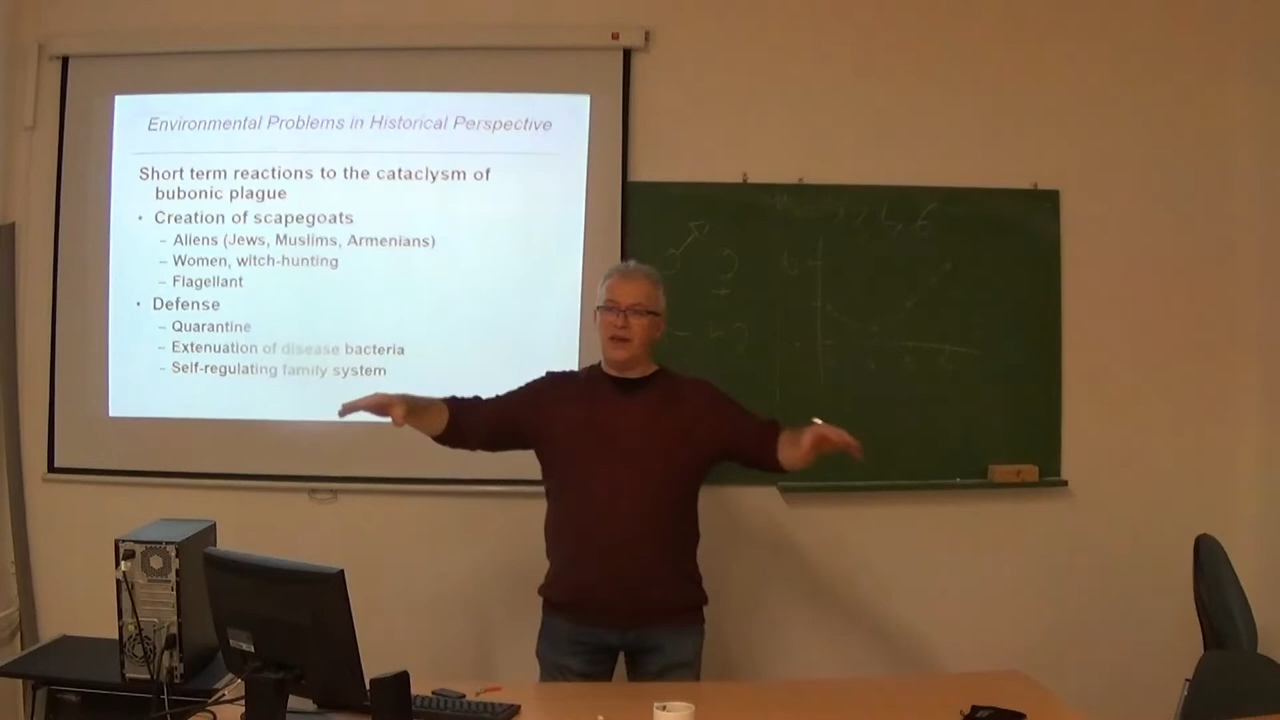 Environmental Problems in Historical Perspective
Short term reactions to the cataclysm of
bubonic plague
• Creation of scapegoats
– Aliens (Jews, Muslims, Armenians)
– Women, witch-hunting
– Flagellant
• Defense
– Quarantine
– Extenuation of disease bacteria
– Self-regulating family system